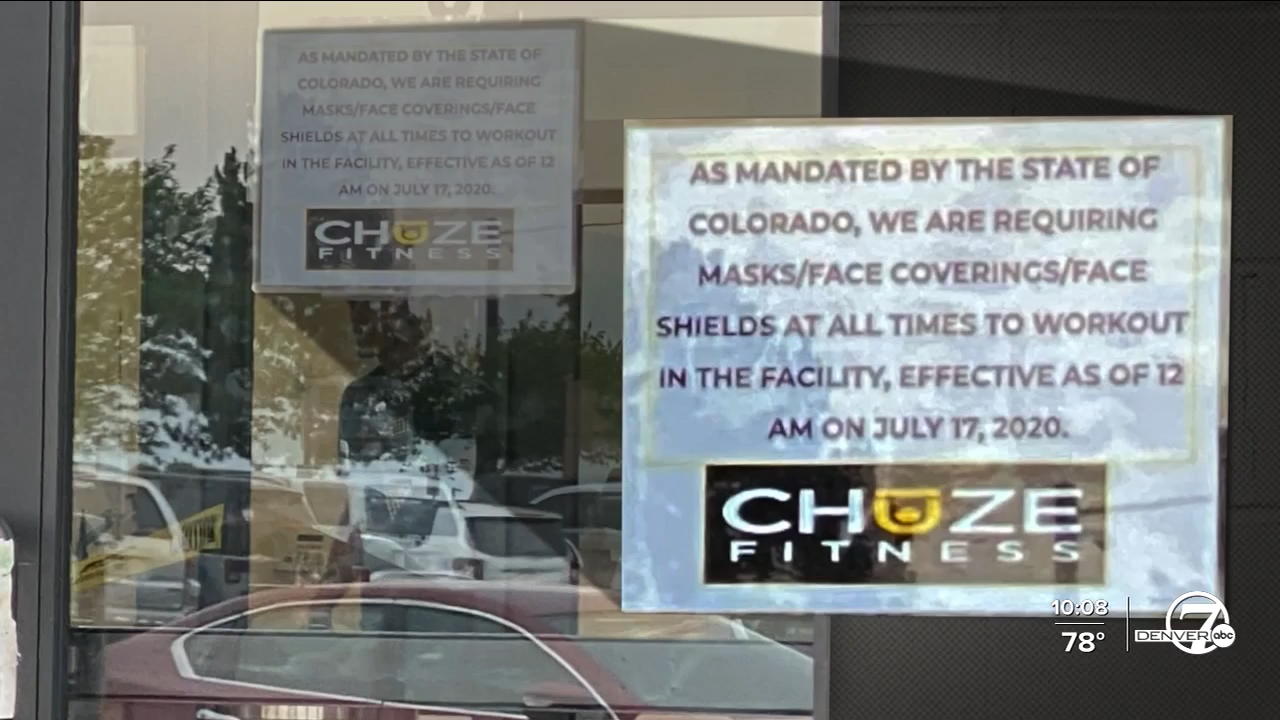 AS MANDATED BY THE STATE OF
COLORADO, WE ARE REQUIRING
MASKS/FACE COVERINGS/FACE
SHIELDS AT ALL TIMES TO WORKOUT
IN THE FACILITY, EFFECTIVE AS OF 12
AM ON JULY 17, 2020.
CHUZE
FITNESS
AS MANDATED BY THE STATE OF
COLORADO, WE ARE REQUIRING
MASKS/FACE COVERINGS/FACE
SHIELDS AT ALL TIMES TO WORKOUT
IN THE FACILITY, EFFECTIVE AS OF 12
AM ON JULY 17, 2020.
CHUZE
FITNESS
10:08
78°
DENVER 7 abc